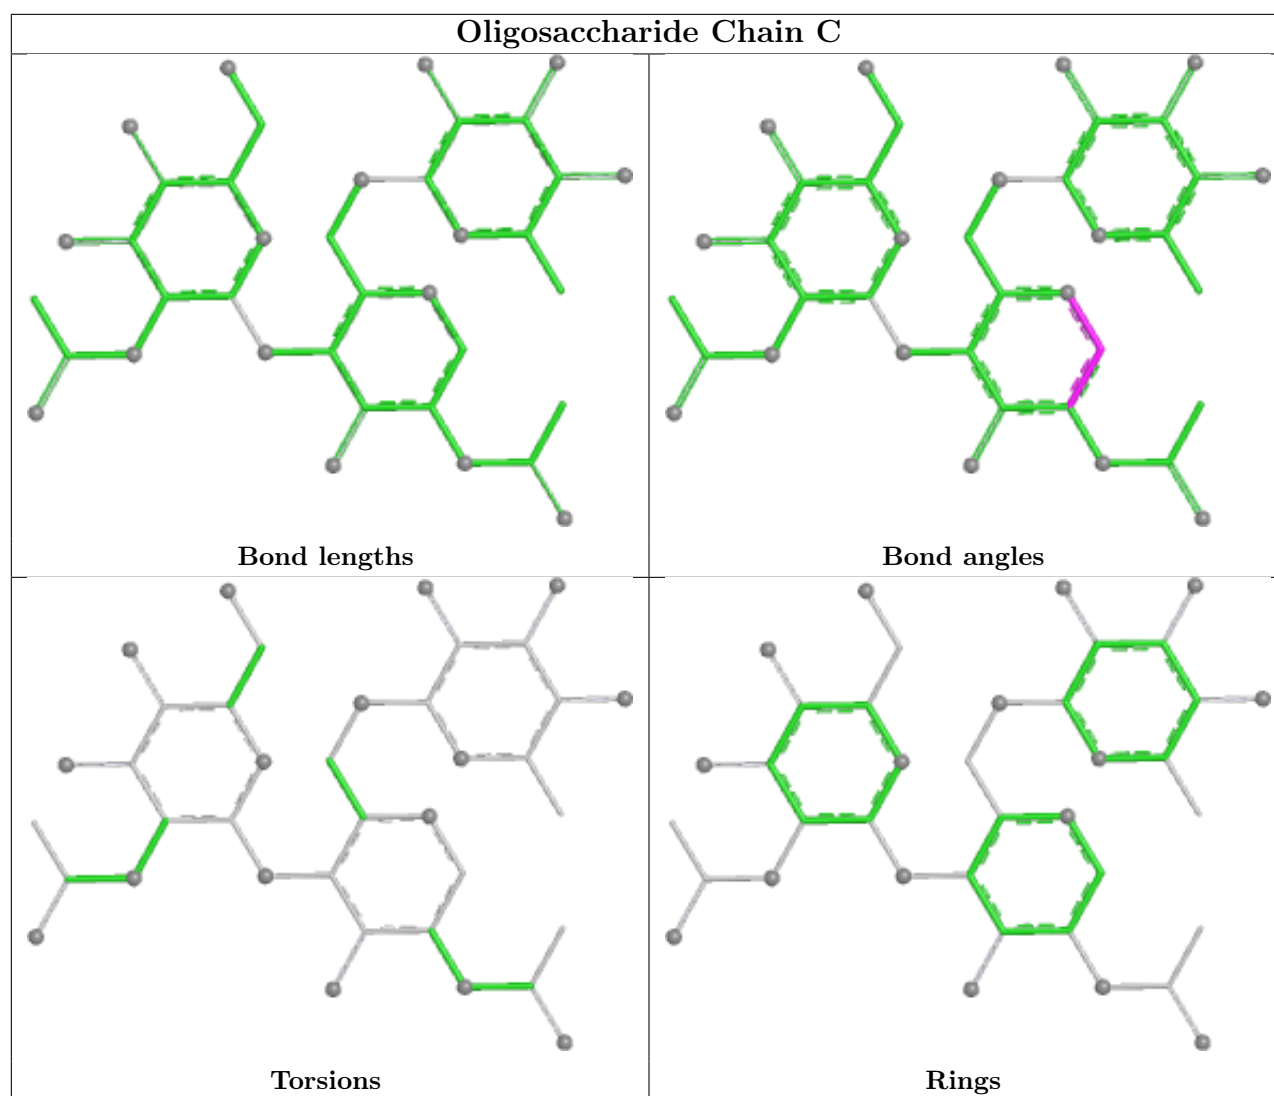 Oligosaccharide Chain C
Bond lengths
Bond angles
Torsions
Rings